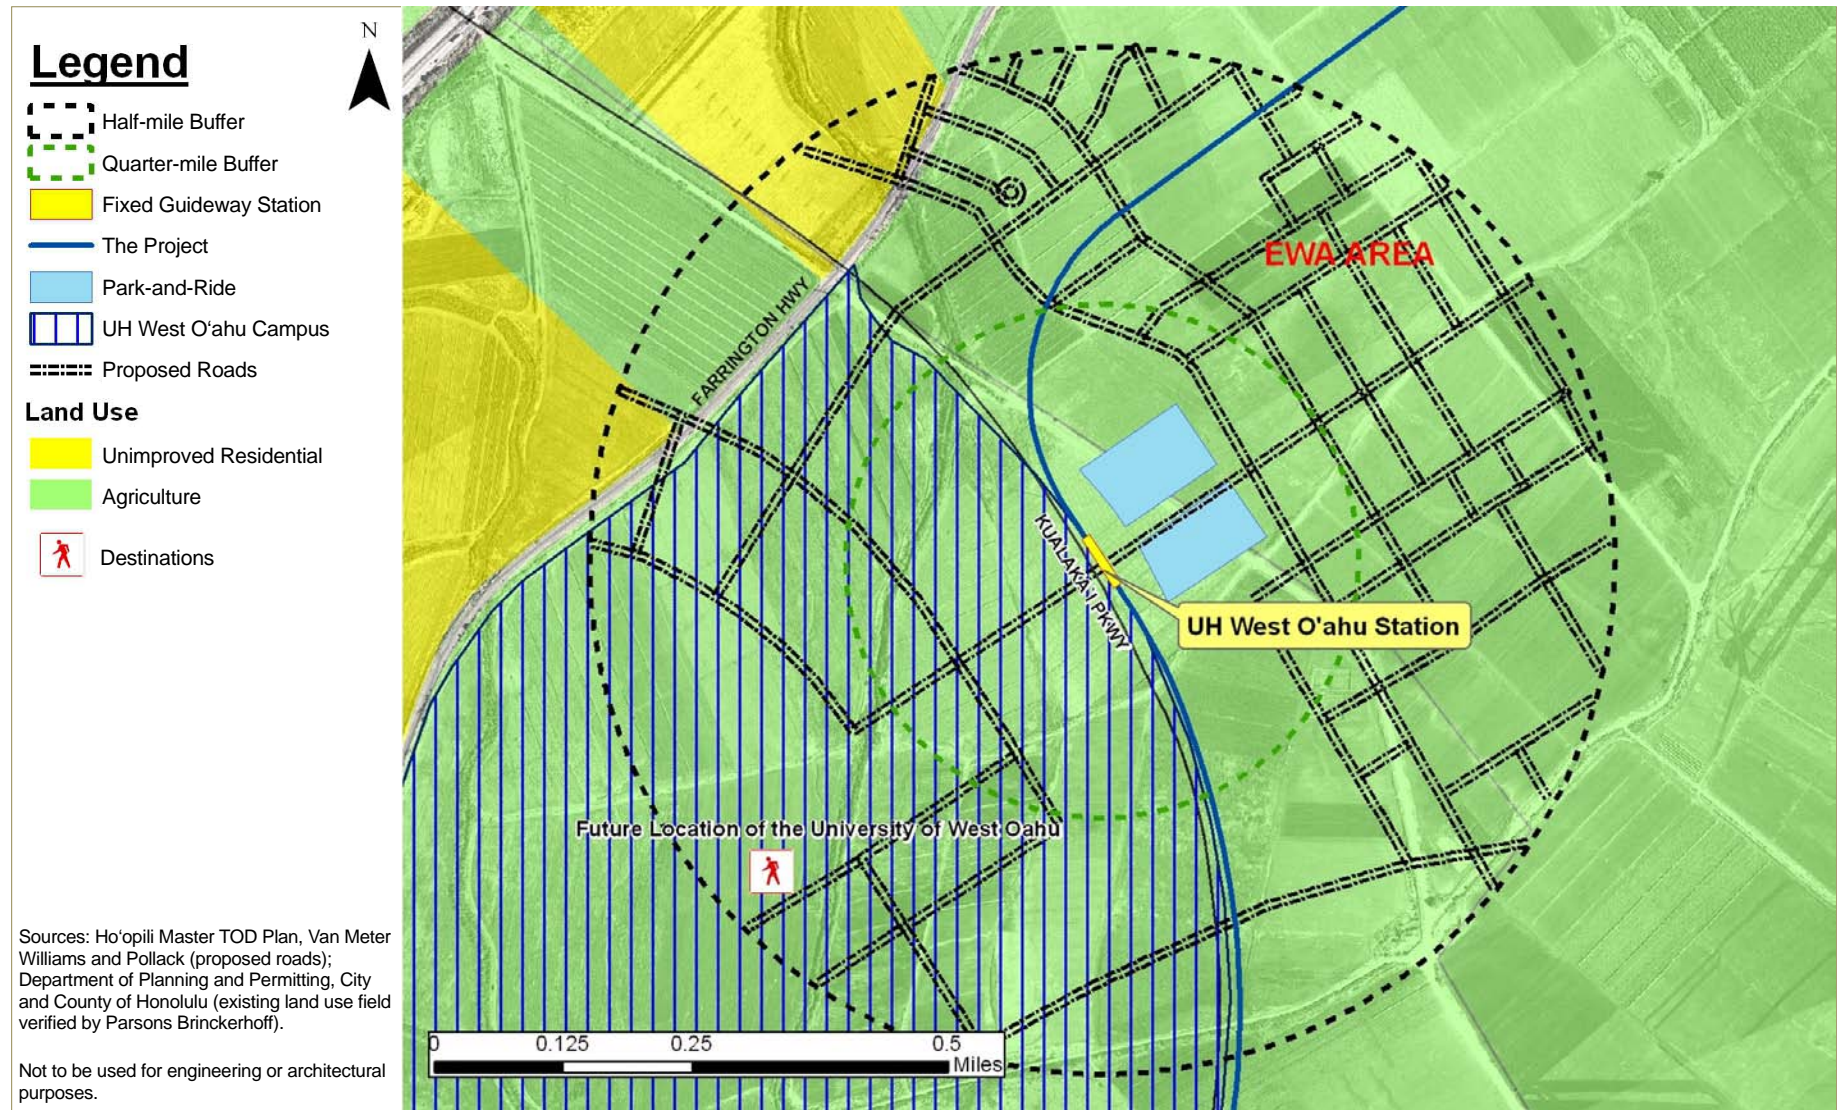 Legend
N
Half-mile Buffer
Quarter-mile Buffer
Fixed Guideway Station
The Project
Park-and-Ride
UH West Oʻahu Campus
Proposed Roads
Land Use
Unimproved Residential
Agriculture
Destinations
Sources: Hoʻopili Master TOD Plan, Van Meter
Williams and Pollack (proposed roads);
Department of Planning and Permitting, City
and County of Honolulu (existing land use field
verified by Parsons Brinckerhoff).
Not to be used for engineering or architectural
purposes.
EWA AREA
FARRINGTON HWY
KUALAKA'I PKWY
UH West O'ahu Station
Future Location of the University of West Oahu
0 0.125 0.25 0.5
Miles